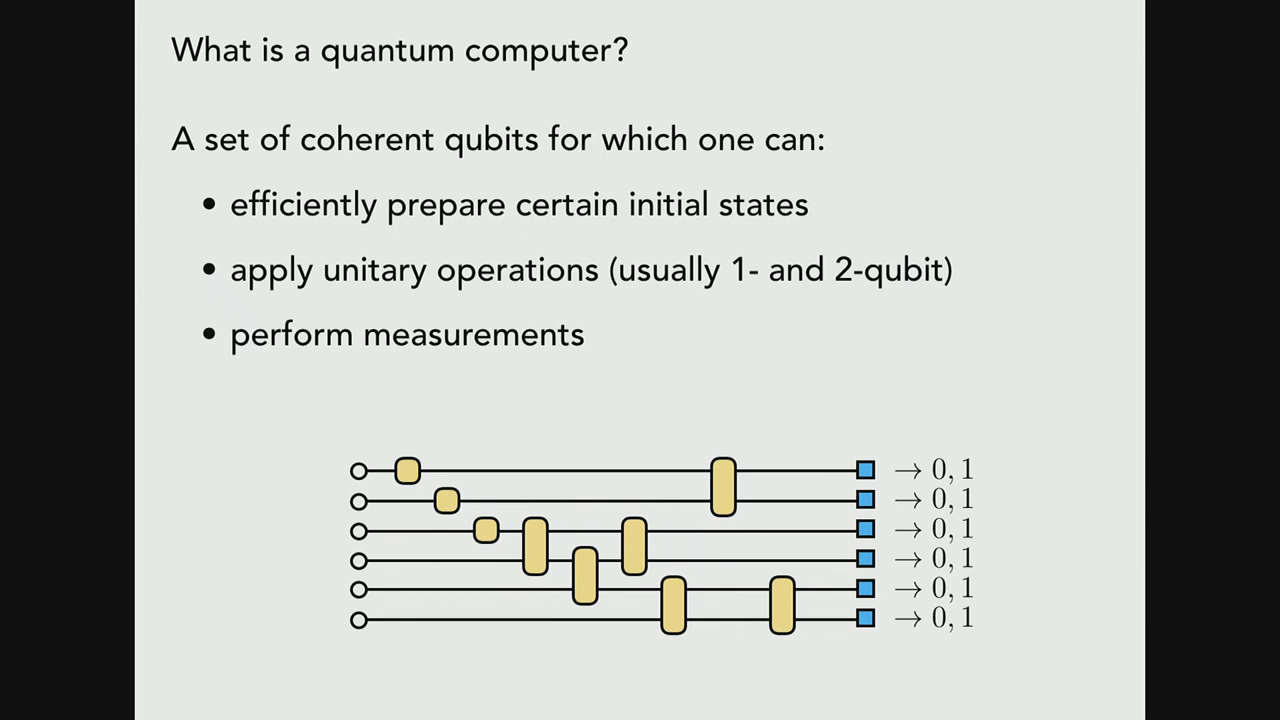 What is a quantum computer?
A set of coherent qubits for which one can:
• efficiently prepare certain initial states
• apply unitary operations (usually 1- and 2-qubit)
• perform measurements
→ 0, 1
→ 0, 1
→ 0, 1
→ 0, 1
→ 0, 1
→ 0, 1